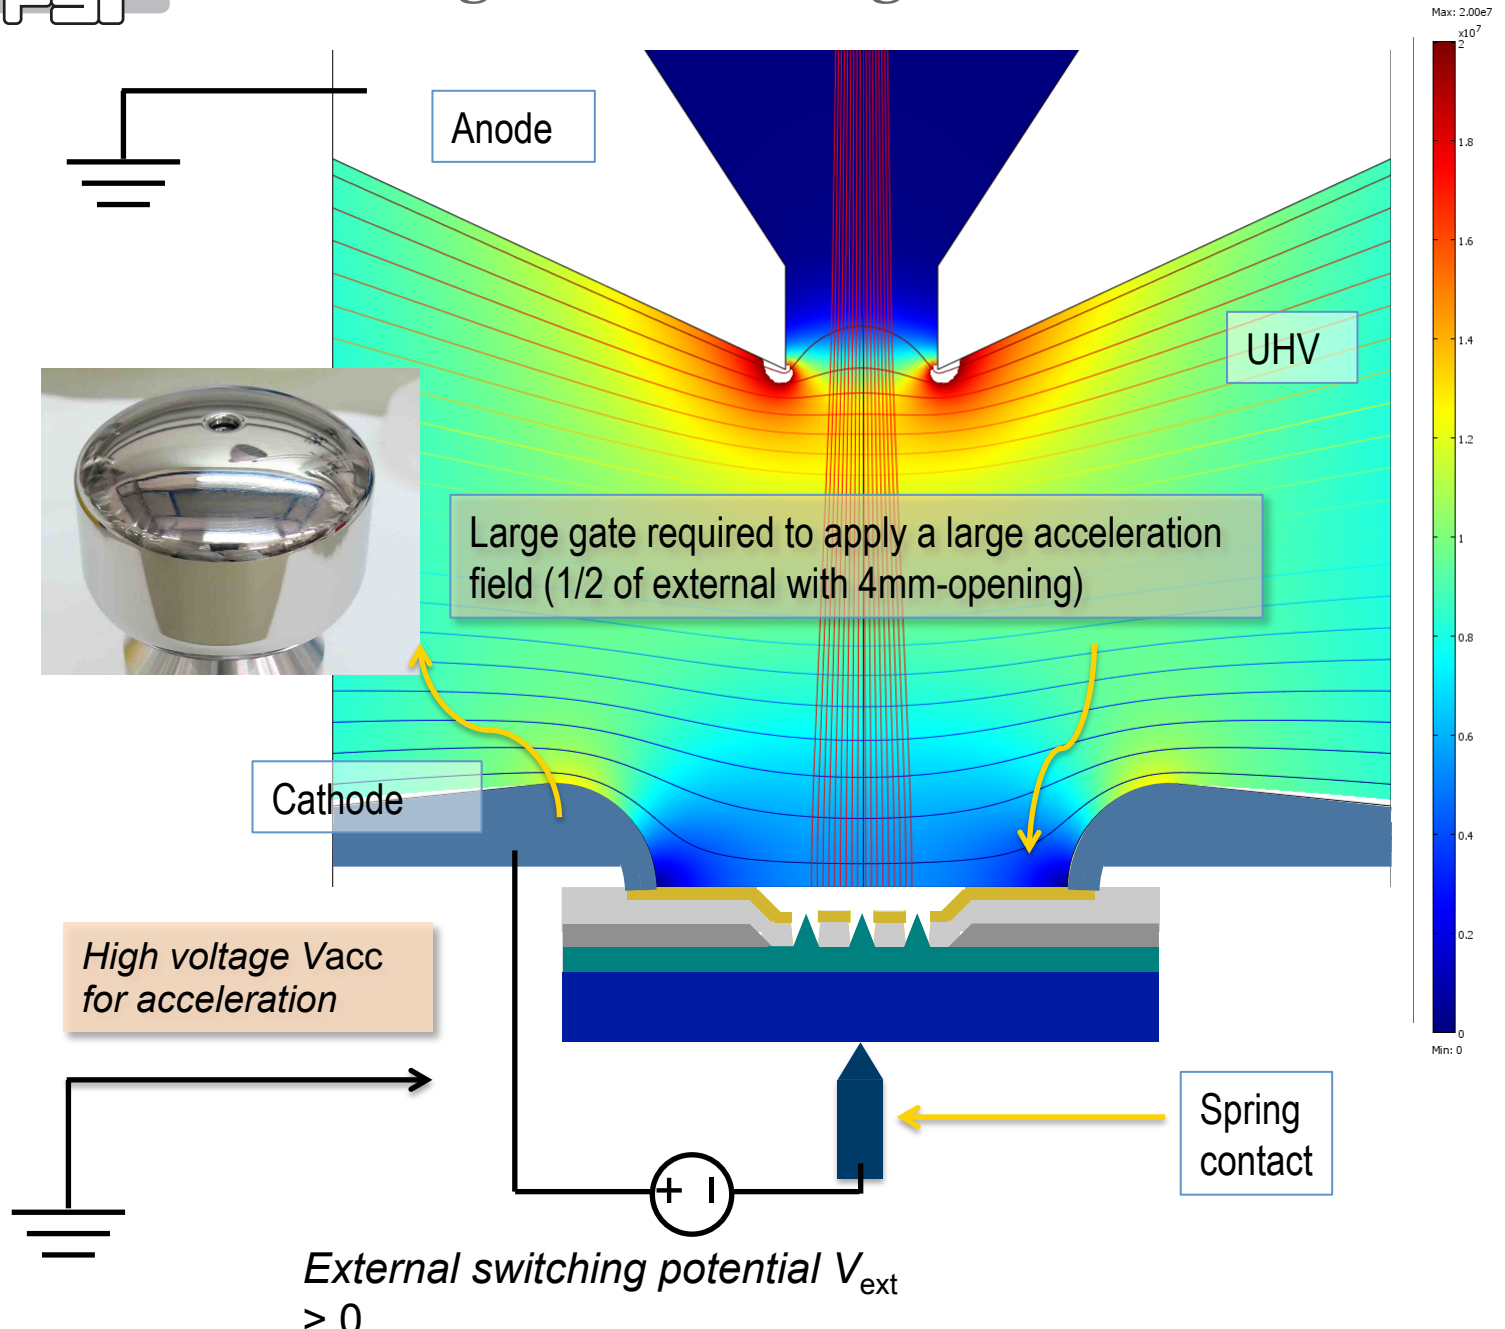 PSI
Max: 2.00e7
x10⁷
2
Anode
1.8
1.6
UHV
1.4
1.2
Large gate required to apply a large acceleration
field (1/2 of external with 4mm-opening)
1
0.8
Cathode
0.6
0.4
High voltage Vacc
for acceleration
0.2
0
Min: 0
Spring
contact
+ −
External switching potential Vext
> 0